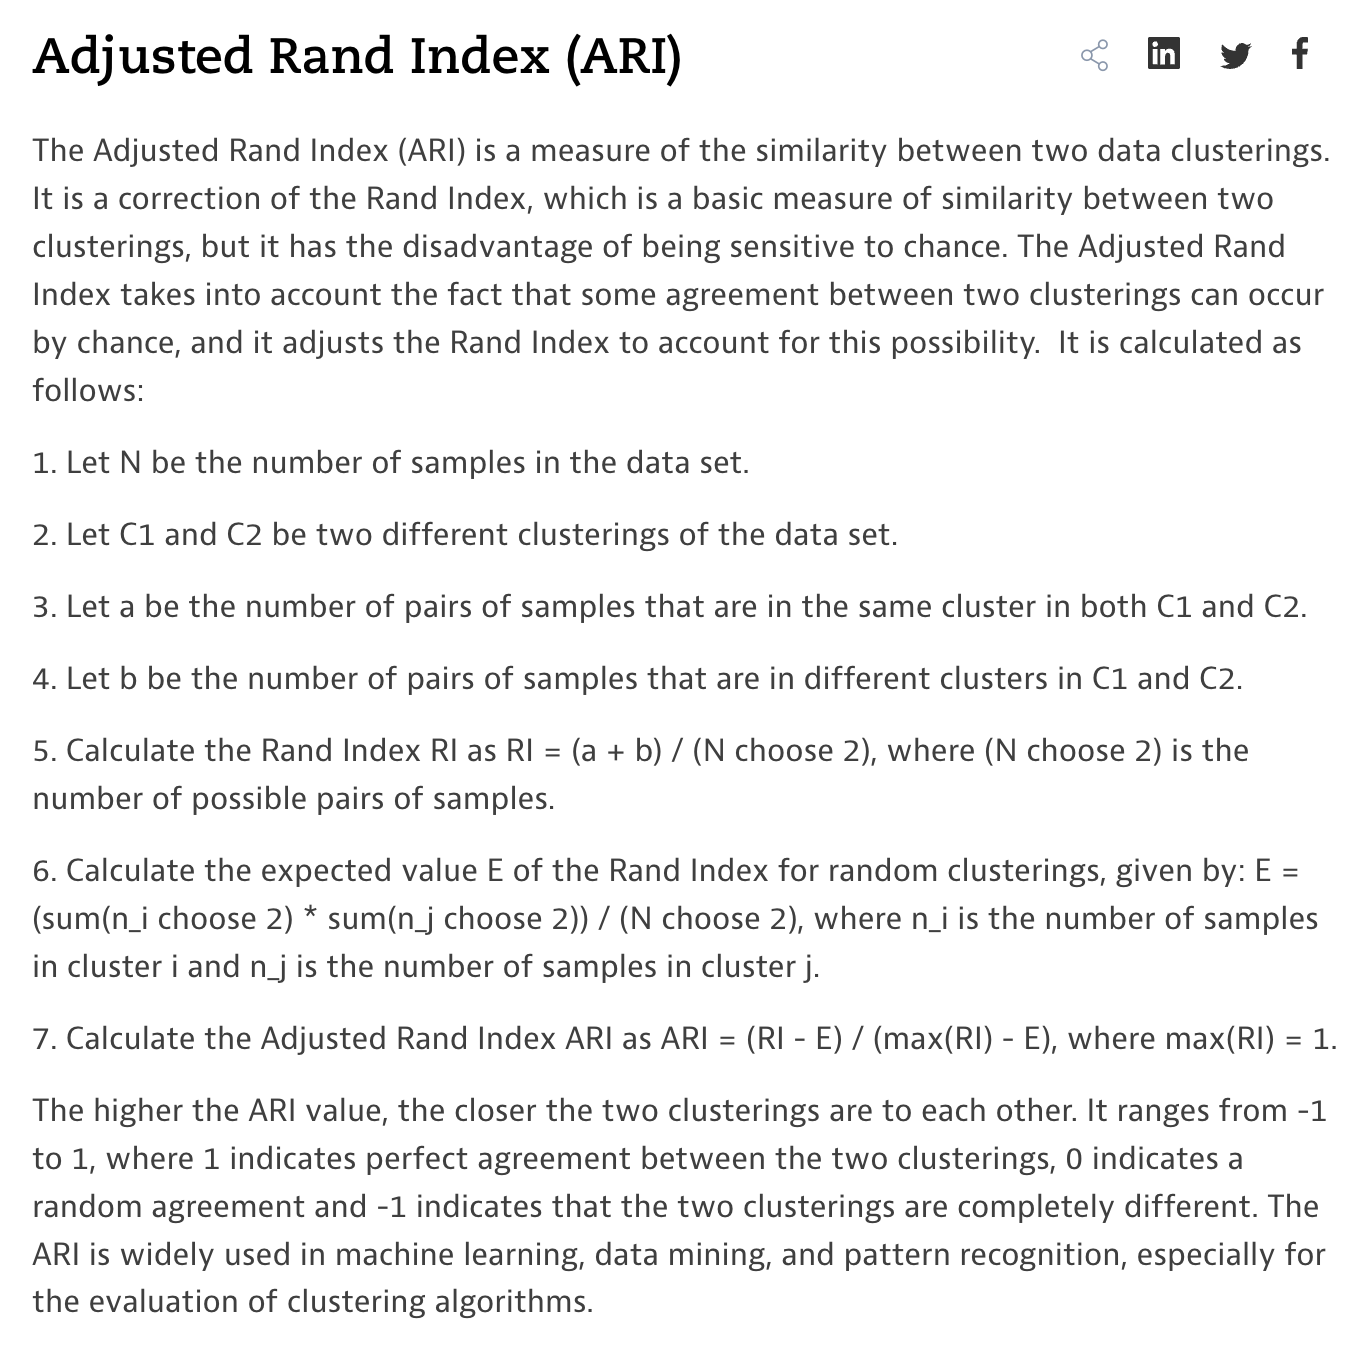 Adjusted Rand Index (ARI)
in
The Adjusted Rand Index (ARI) is a measure of the similarity between two data clusterings.
It is a correction of the Rand Index, which is a basic measure of similarity between two
clusterings, but it has the disadvantage of being sensitive to chance. The Adjusted Rand
Index takes into account the fact that some agreement between two clusterings can occur
by chance, and it adjusts the Rand Index to account for this possibility.  It is calculated as
follows:
1. Let N be the number of samples in the data set.
2. Let C1 and C2 be two different clusterings of the data set.
3. Let a be the number of pairs of samples that are in the same cluster in both C1 and C2.
4. Let b be the number of pairs of samples that are in different clusters in C1 and C2.
5. Calculate the Rand Index RI as RI = (a + b) / (N choose 2), where (N choose 2) is the
number of possible pairs of samples.
6. Calculate the expected value E of the Rand Index for random clusterings, given by: E =
(sum(n_i choose 2) * sum(n_j choose 2)) / (N choose 2), where n_i is the number of samples
in cluster i and n_j is the number of samples in cluster j.
7. Calculate the Adjusted Rand Index ARI as ARI = (RI - E) / (max(RI) - E), where max(RI) = 1.
The higher the ARI value, the closer the two clusterings are to each other. It ranges from -1
to 1, where 1 indicates perfect agreement between the two clusterings, 0 indicates a
random agreement and -1 indicates that the two clusterings are completely different. The
ARI is widely used in machine learning, data mining, and pattern recognition, especially for
the evaluation of clustering algorithms.